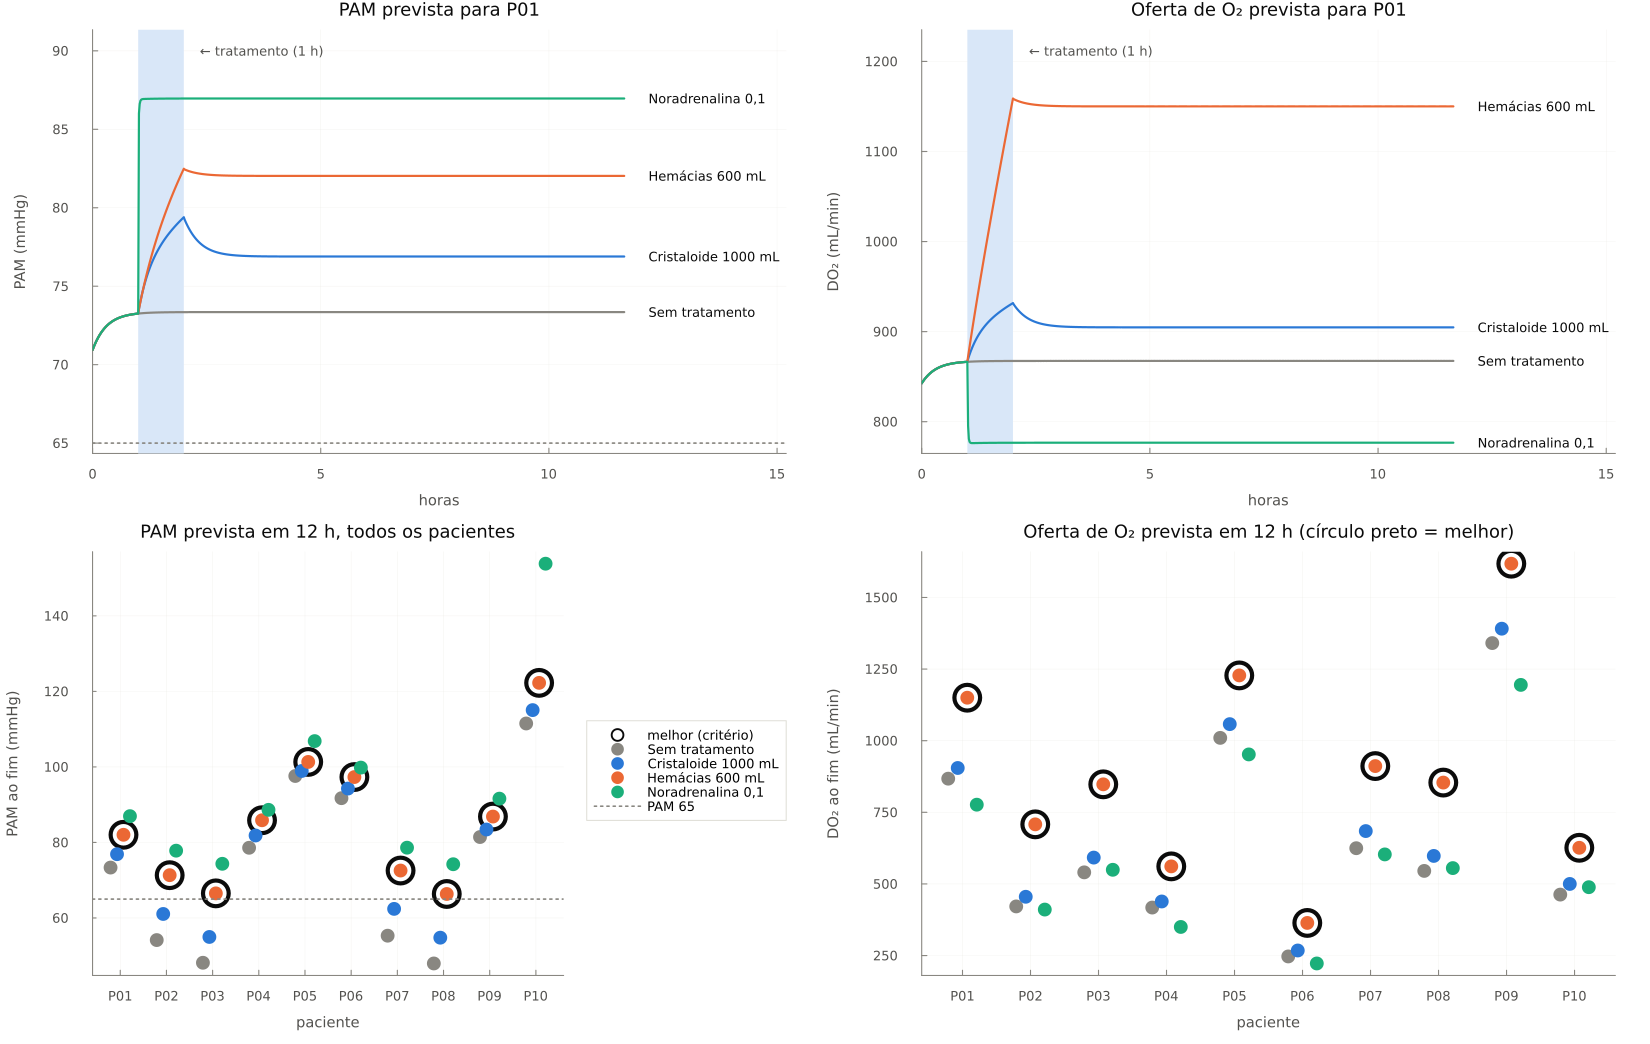 PAM prevista para P01
← tratamento (1 h)
90
85
80
75
70
65
PAM (mmHg)
Noradrenalina 0,1
Hemácias 600 mL
Cristaloide 1000 mL
Sem tratamento
0
5
10
15
horas
Oferta de O₂ prevista para P01
← tratamento (1 h)
1200
1100
1000
900
800
DO₂ (mL/min)
Hemácias 600 mL
Cristaloide 1000 mL
Sem tratamento
Noradrenalina 0,1
0
5
10
15
horas
PAM prevista em 12 h, todos os pacientes
140
120
100
80
60
PAM ao fim (mmHg)
P01
P02
P03
P04
P05
P06
P07
P08
P09
P10
paciente
melhor (critério)
Sem tratamento
Cristaloide 1000 mL
Hemácias 600 mL
Noradrenalina 0,1
PAM 65
Oferta de O₂ prevista em 12 h (círculo preto = melhor)
1500
1250
1000
750
500
250
DO₂ ao fim (mL/min)
P01
P02
P03
P04
P05
P06
P07
P08
P09
P10
paciente